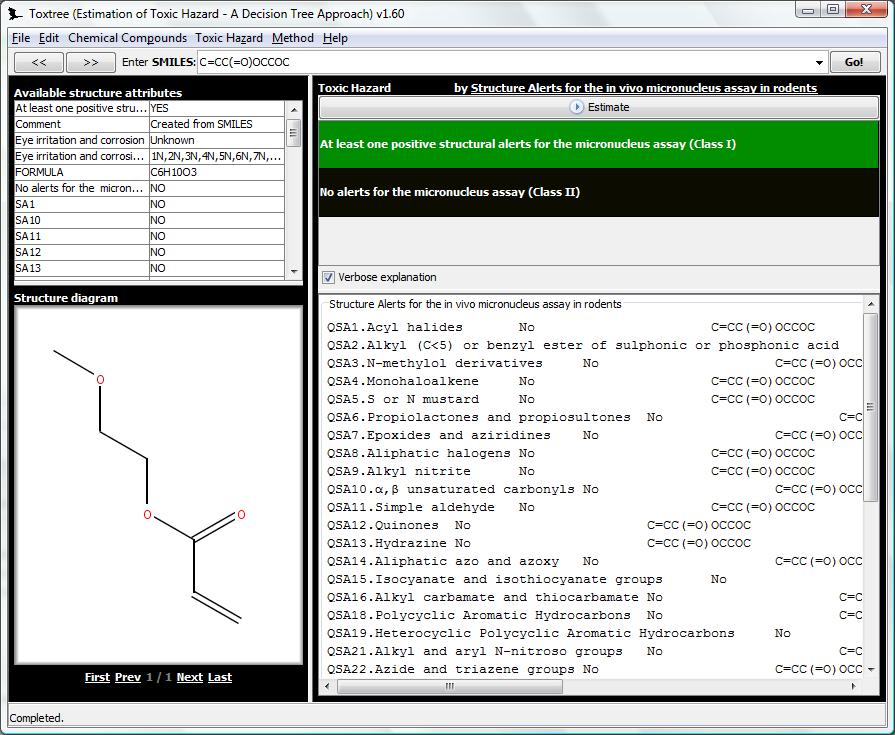 Toxtree (Estimation of Toxic Hazard - A Decision Tree Approach) v1.60
File Edit Chemical Compounds Toxic Hazard Method Help
<< >> Enter SMILES: C=CC(=O)OCCOC Go!
Available structure attributes
At least one positive stru... YES
Comment Created from SMILES
Eye irritation and corrosion Unknown
Eye irritation and corrosi... 1N,2N,3N,4N,5N,6N,7N,...
FORMULA C6H10O3
No alerts for the micron... NO
SA1 NO
SA10 NO
SA11 NO
SA12 NO
SA13 NO
Structure diagram
O
O
O
First Prev 1 / 1 Next Last
Toxic Hazard by Structure Alerts for the in vivo micronucleus assay in rodents
Estimate
At least one positive structural alerts for the micronucleus assay (Class I)
No alerts for the micronucleus assay (Class II)
Verbose explanation
Structure Alerts for the in vivo micronucleus assay in rodents
QSA1.Acyl halides No C=CC(=O)OCCOC
QSA2.Alkyl (C<5) or benzyl ester of sulphonic or phosphonic acid
QSA3.N-methylol derivatives No C=CC(=O)OCC
QSA4.Monohaloalkene No C=CC(=O)OCCOC
QSA5.S or N mustard No C=CC(=O)OCCOC
QSA6.Propiolactones and propiosultones No C=C
QSA7.Epoxides and aziridines No C=CC(=O)OCC
QSA8.Aliphatic halogens No C=CC(=O)OCCOC
QSA9.Alkyl nitrite No C=CC(=O)OCCOC
QSA10.α,β unsaturated carbonyls No C=CC(=O)OCC
QSA11.Simple aldehyde No C=CC(=O)OCCOC
QSA12.Quinones No C=CC(=O)OCCOC
QSA13.Hydrazine No C=CC(=O)OCCOC
QSA14.Aliphatic azo and azoxy No C=CC(=O)OCC
QSA15.Isocyanate and isothiocyanate groups No
QSA16.Alkyl carbamate and thiocarbamate No C=C
QSA18.Polycyclic Aromatic Hydrocarbons No C=C
QSA19.Heterocyclic Polycyclic Aromatic Hydrocarbons No
QSA21.Alkyl and aryl N-nitroso groups No C=C
QSA22.Azide and triazene groups No C=CC(=O)OCC
Completed.